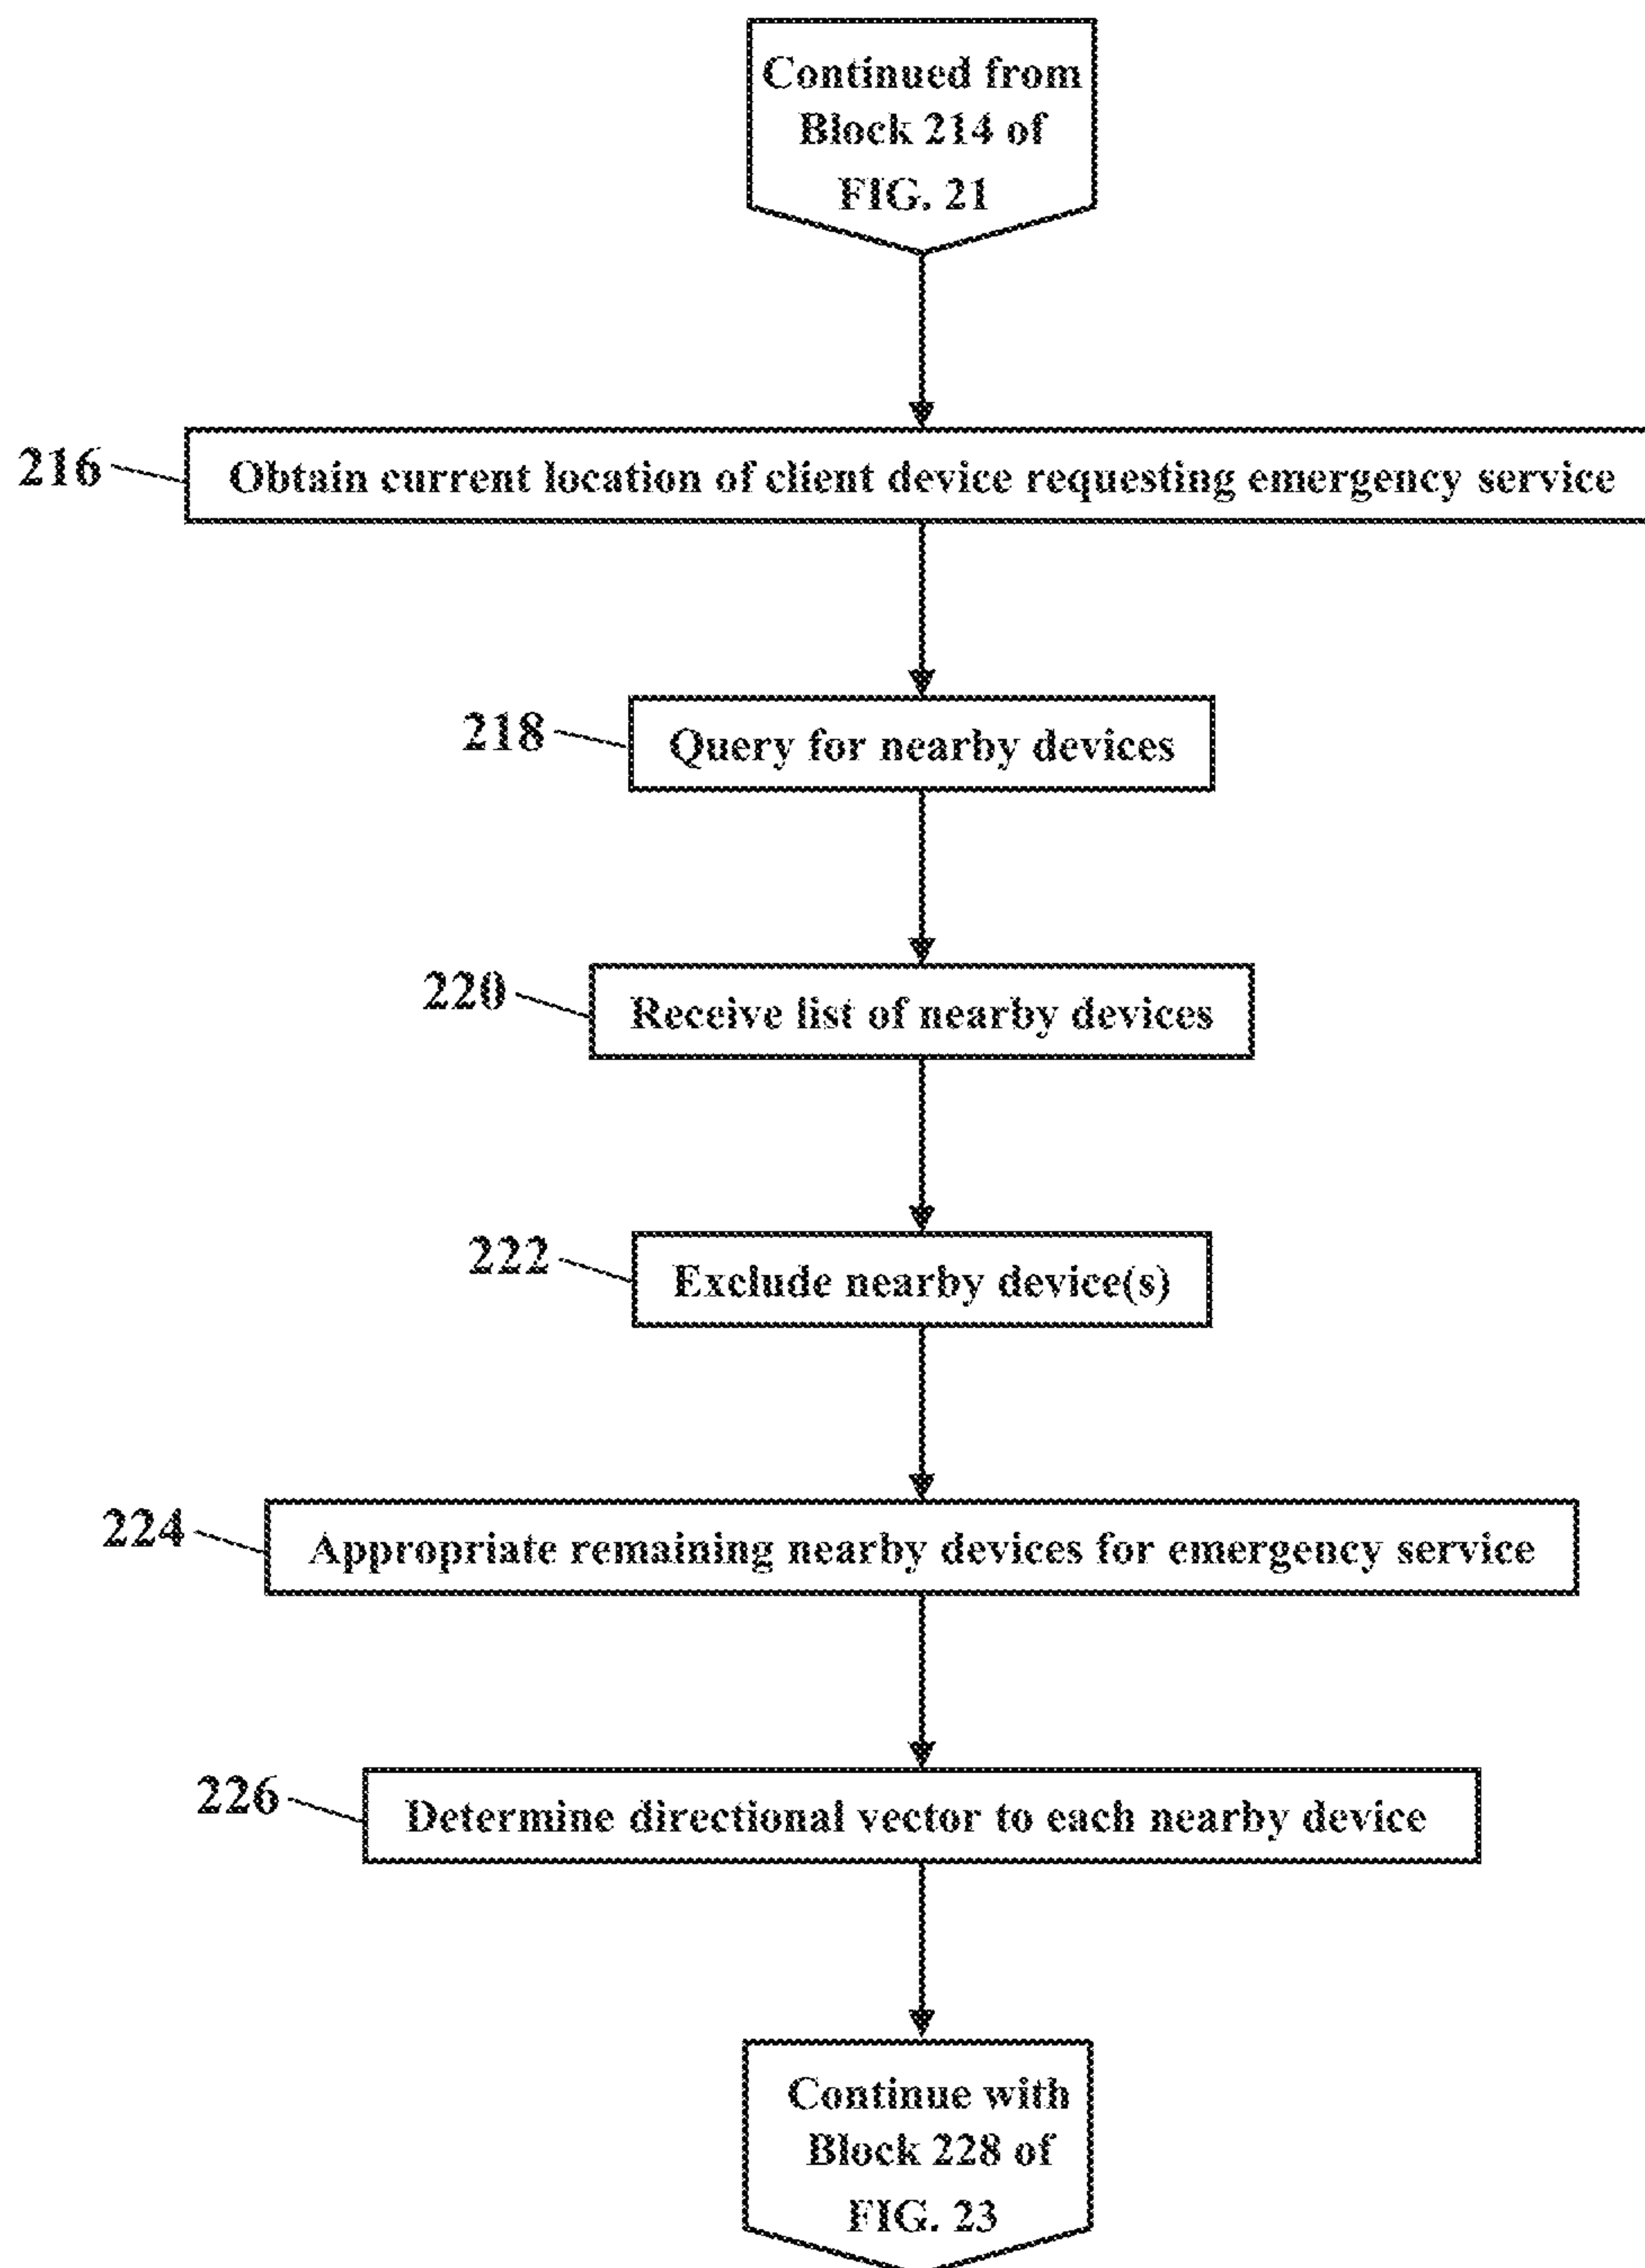 Continued from
Block 214 of
FIG. 21
216
Obtain current location of client device requesting emergency service
218
Query for nearby devices
220
Receive list of nearby devices
222
Exclude nearby device(s)
224
Appropriate remaining nearby devices for emergency service
226
Determine directional vector to each nearby device
Continue with
Block 228 of
FIG. 23